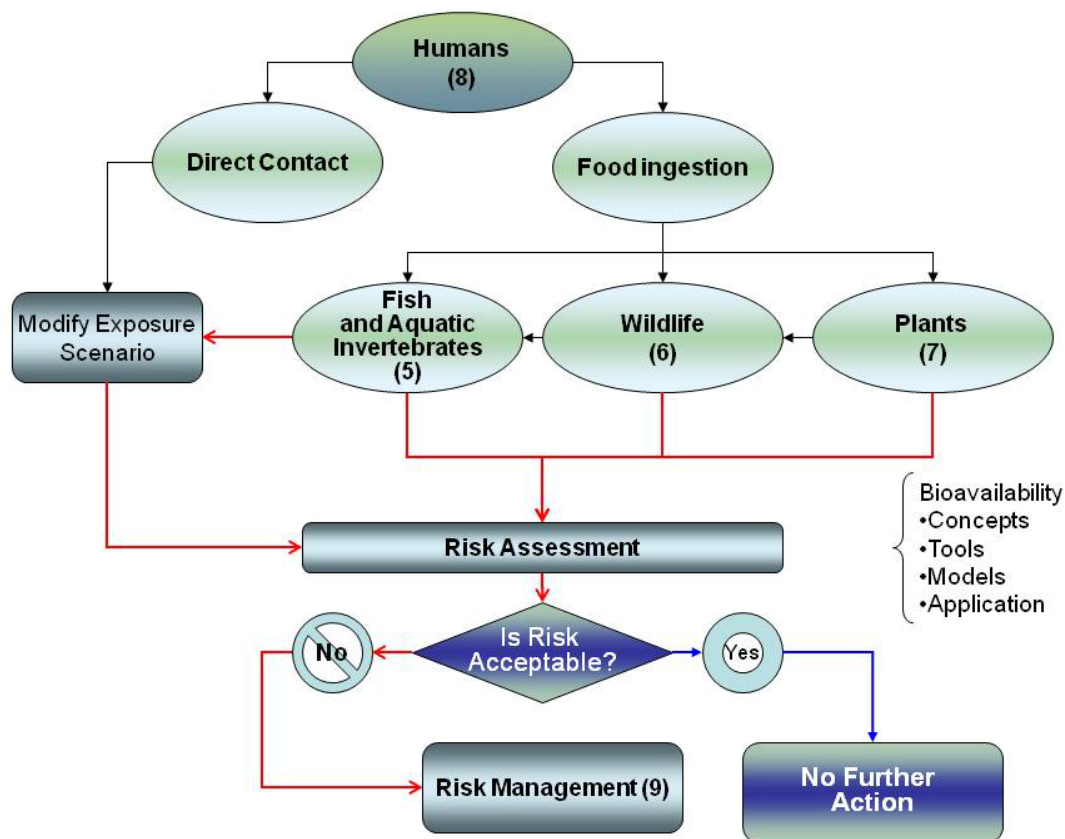 Humans
(8)
Direct Contact
Food ingestion
Modify Exposure
Scenario
Fish
and Aquatic
Invertebrates
(5)
Wildlife
(6)
Plants
(7)
Bioavailability
•Concepts
•Tools
•Models
•Application
Risk Assessment
Is Risk
Acceptable?
No
Yes
Risk Management (9)
No Further
Action